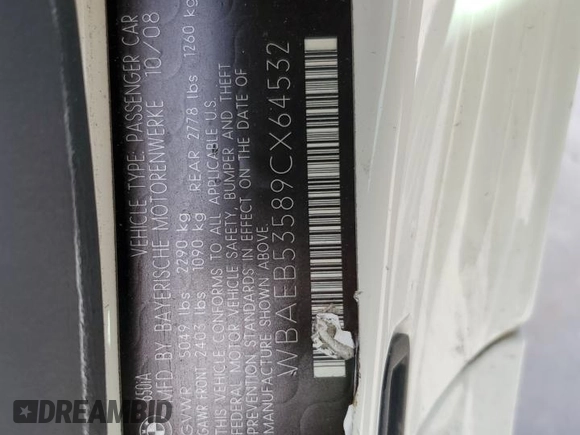 VEHICLE TYPE: PASSENGER CAR
MFD BY BAYERISCHE MOTORENWERKE 10/08
GVWR 5049 lbs 2290 kg
GAWR FRONT 2403 lbs 1090 kg REAR 2778 lbs 1260 kg
THIS VEHICLE CONFORMS TO ALL APPLICABLE U.S.
FEDERAL MOTOR VEHICLE SAFETY, BUMPER AND THEFT
PREVENTION STANDARDS IN EFFECT ON THE DATE OF
MANUFACTURE SHOWN ABOVE.
WBAEB53589CX64532
650IA
DREAMBID